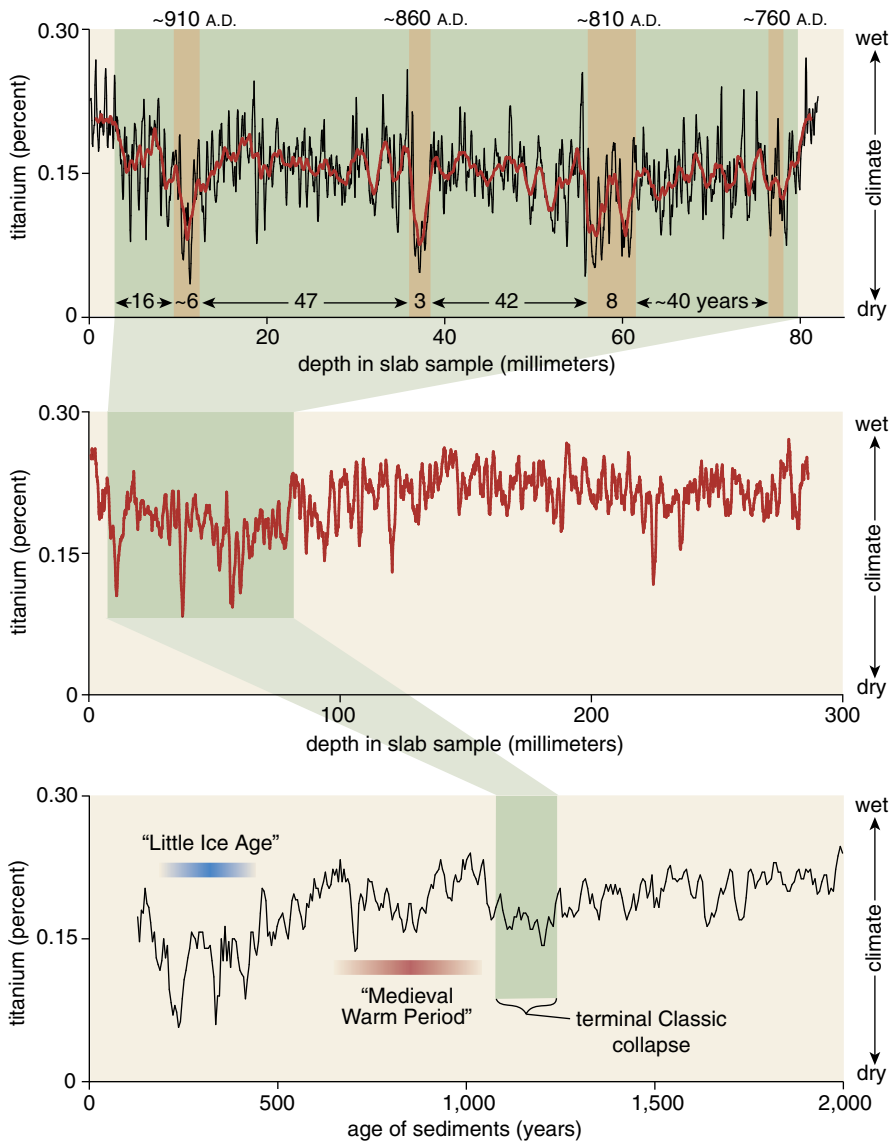 ~910 A.D.
~860 A.D.
~810 A.D.
~760 A.D.
0.30
0.15
0
titanium (percent)
wet
climate
dry
16
~6
47
3
42
8
~40 years
0
20
40
60
80
depth in slab sample (millimeters)
0.30
0.15
0
titanium (percent)
wet
climate
dry
0
100
200
300
depth in slab sample (millimeters)
0.30
0.15
0
titanium (percent)
wet
climate
dry
“Little Ice Age”
“Medieval
Warm Period”
terminal Classic
collapse
0
500
1,000
1,500
2,000
age of sediments (years)